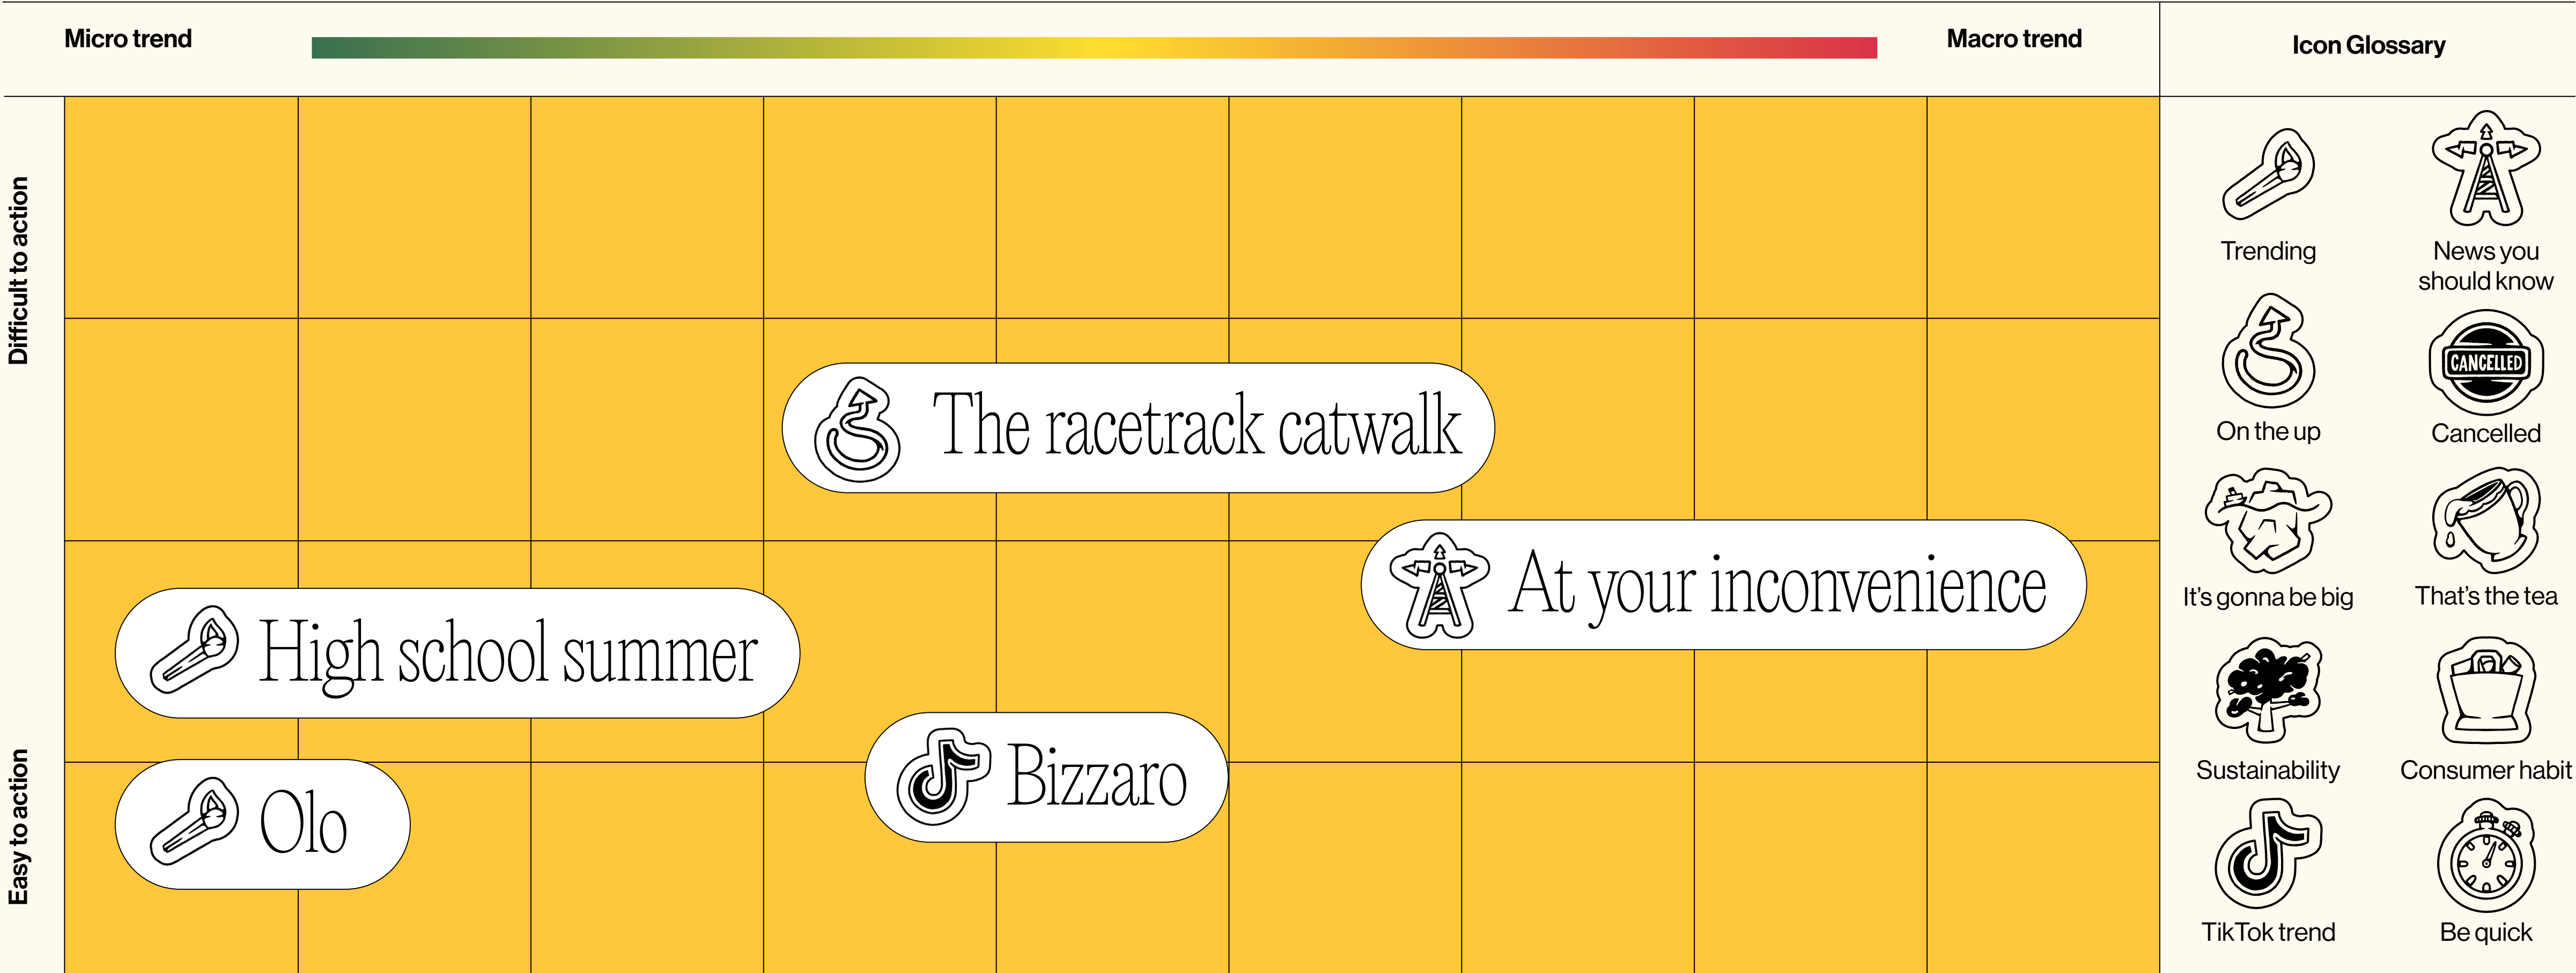 Micro trend
Macro trend
Icon Glossary
Difficult to action
Easy to action
The racetrack catwalk
At your inconvenience
High school summer
Bizzaro
Olo
Trending
News you
should know
On the up
CANCELLED
Cancelled
It's gonna be big
That's the tea
Sustainability
Consumer habit
TikTok trend
Be quick